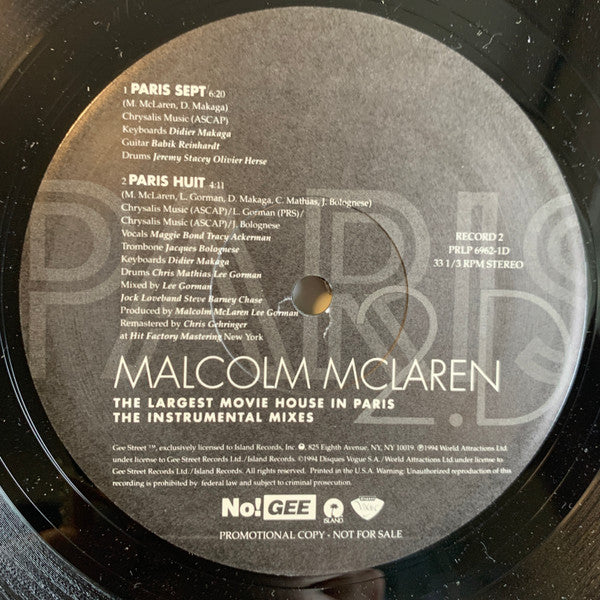 1 PARIS SEPT 6:20
(M. McLaren, D. Makaga)
Chrysalis Music (ASCAP)
Keyboards Didier Makaga
Guitar Babik Reinhardt
Drums Jeremy Stacey Olivier Herse
2 PARIS HUIT 4:11
(M. McLaren, L. Gorman, D. Makaga, C. Mathias, J. Bolognese)
Chrysalis Music (ASCAP)/L. Gorman (PRS)/
Chrysalis Music (ASCAP)/J. Bolognese
Vocals Maggie Bond Tracy Ackerman
Trombone Jacques Bolognese
Keyboards Didier Makaga
Drums Chris Mathias Lee Gorman
Mixed by Lee Gorman
Jock Loveband Steve Barney Chase
Produced by Malcolm McLaren Lee Gorman
Remastered by Chris Gehringer
at Hit Factory Mastering New York
RECORD 2
PRLP 6962-1D
33 1/3 RPM STEREO
PARIS
2.D
MALCOLM MCLAREN
THE LARGEST MOVIE HOUSE IN PARIS
THE INSTRUMENTAL MIXES
Gee Street ™, exclusively licensed to Island Records, Inc ℗, 825 Eighth Avenue, NY, NY 10019. ℗1994 World Attractions Ltd.
under license to Gee Street Records Ltd./Island Records. ©1994 Disques Vogue S.A./World Attractions Ltd.under license to
Gee Street Records Ltd./Island Records. All rights reserved. Printed in the U.S.A. Warning: Unauthorized reproduction of this
recording is prohibited by federal law and subject to criminal prosecution.
No! GEE
ISLAND
PROMOTIONAL COPY - NOT FOR SALE